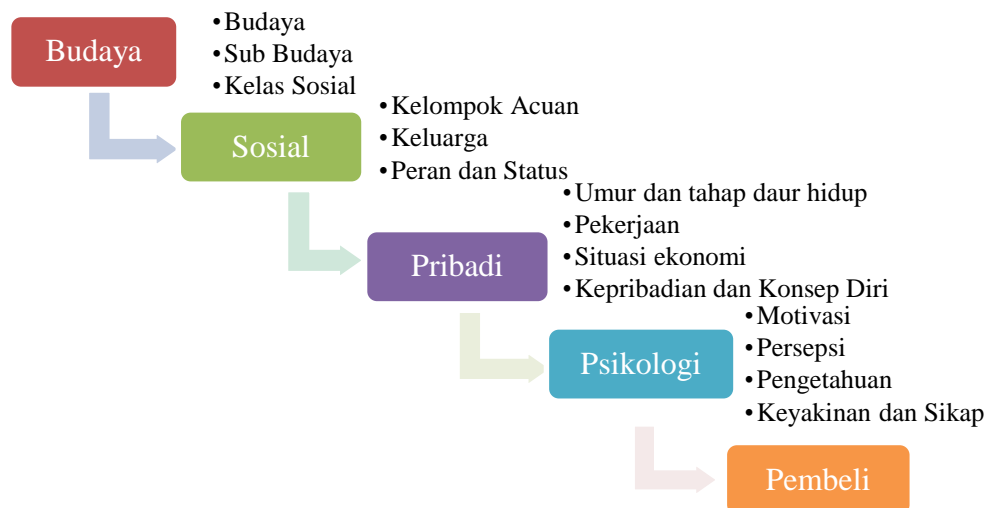 Budaya
•Budaya
•Sub Budaya
•Kelas Sosial
Sosial
•Kelompok Acuan
•Keluarga
•Peran dan Status
Pribadi
•Umur dan tahap daur hidup
•Pekerjaan
•Situasi ekonomi
•Kepribadian dan Konsep Diri
Psikologi
•Motivasi
•Persepsi
•Pengetahuan
•Keyakinan dan Sikap
Pembeli